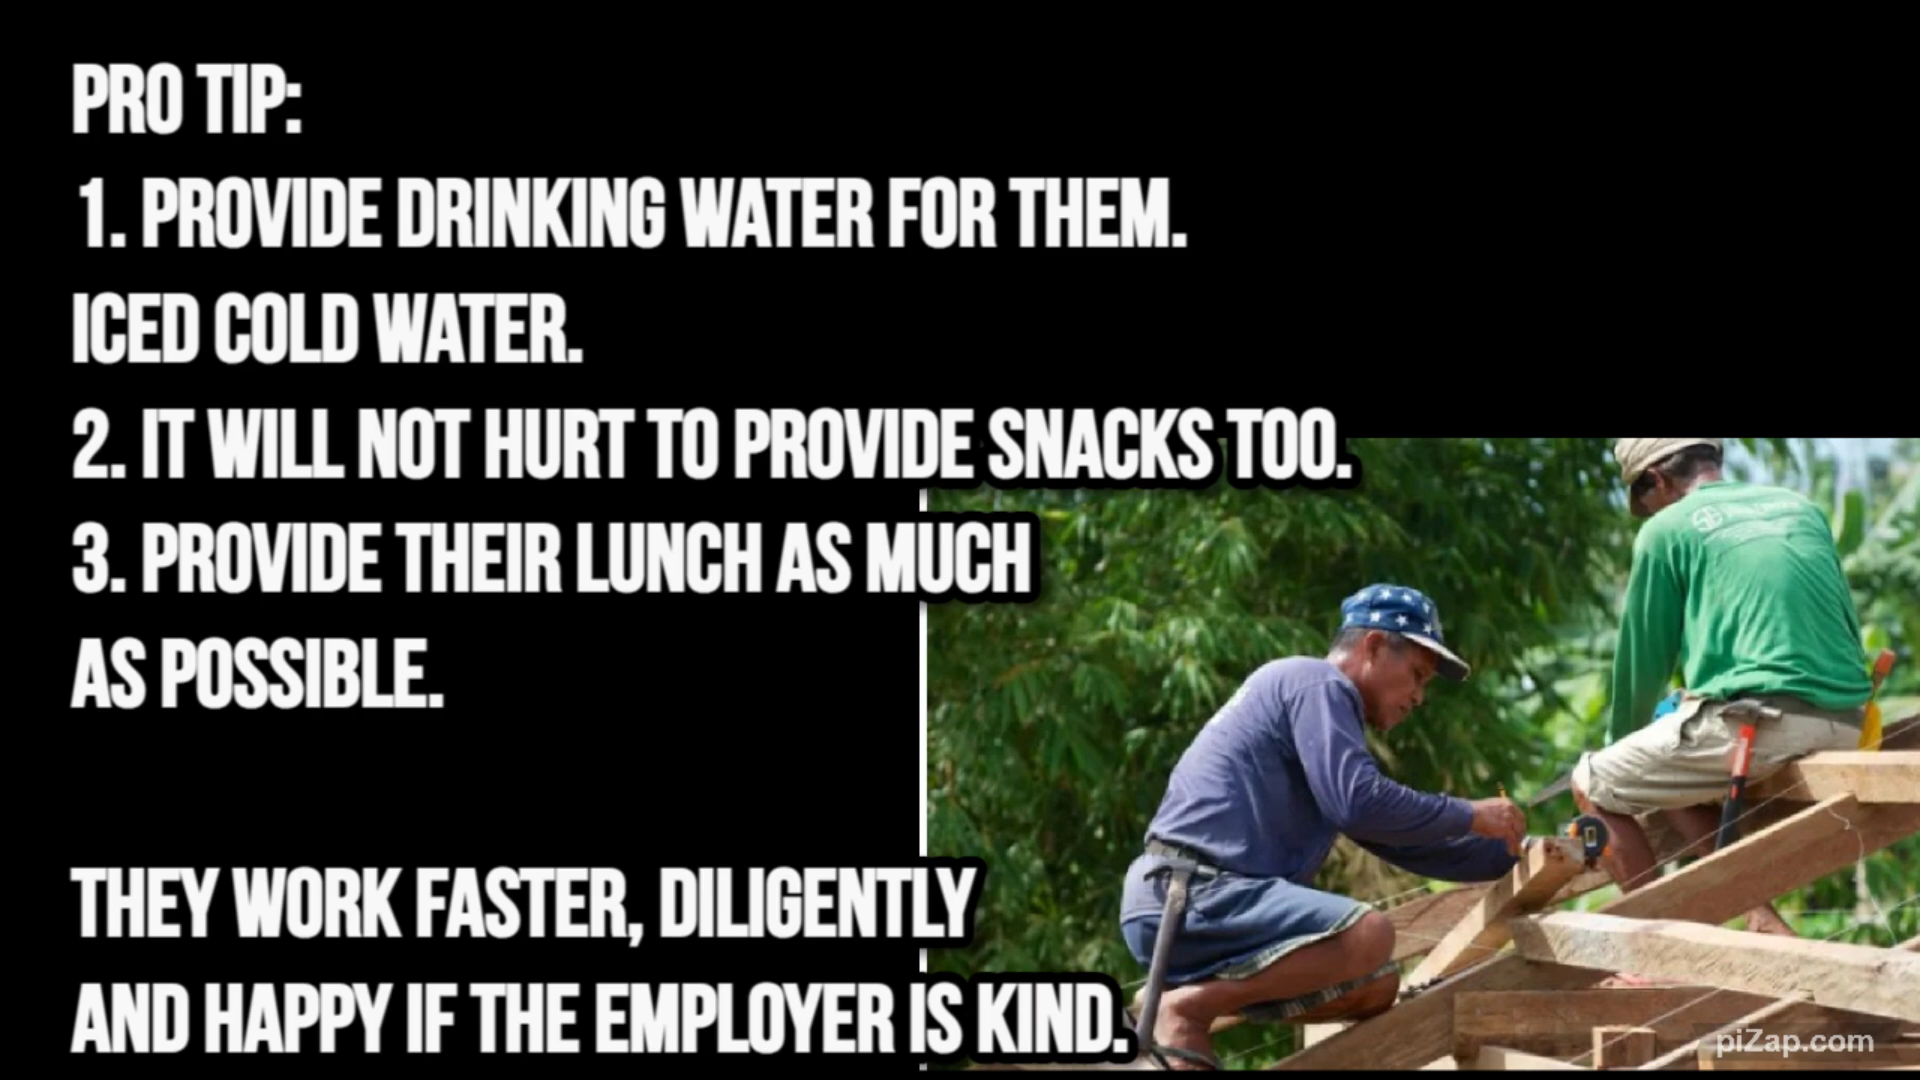 PRO TIP:
1. PROVIDE DRINKING WATER FOR THEM.
ICED COLD WATER.
2. IT WILL NOT HURT TO PROVIDE SNACKS TOO.
3. PROVIDE THEIR LUNCH AS MUCH
AS POSSIBLE.
THEY WORK FASTER, DILIGENTLY
AND HAPPY IF THE EMPLOYER IS KIND.
piZap.com